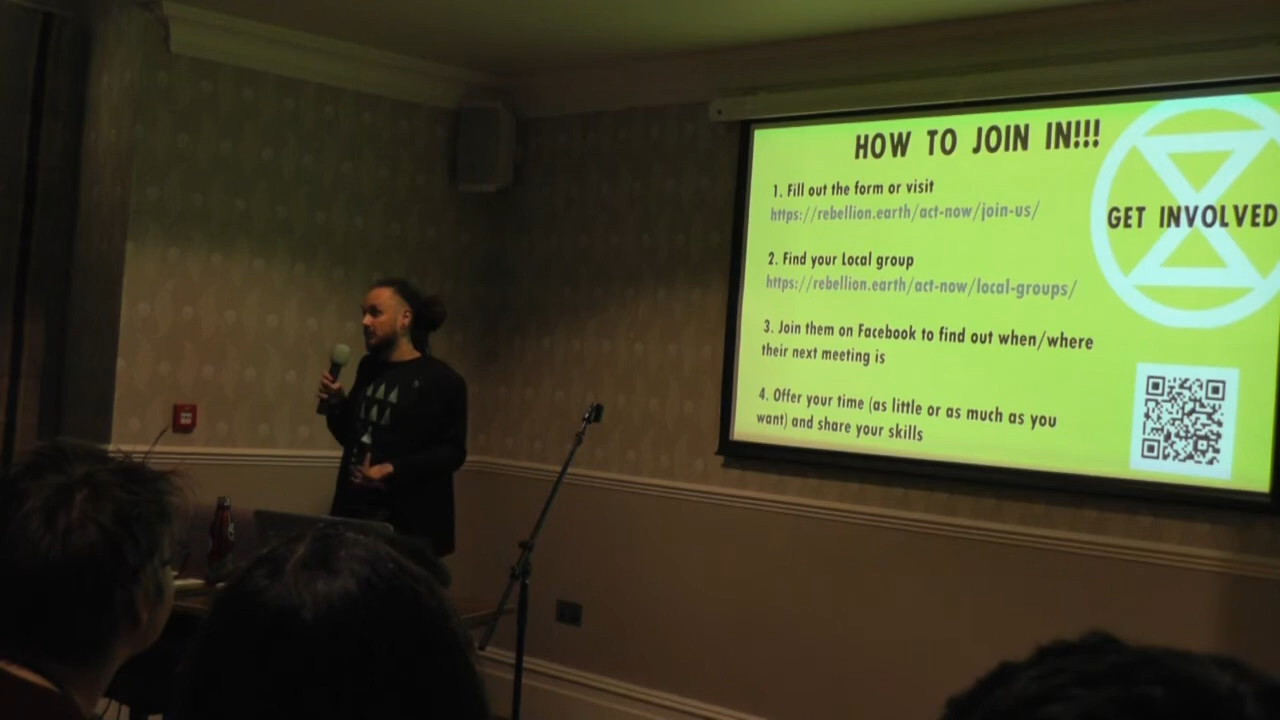 HOW TO JOIN IN!!!
1. Fill out the form or visit
https://rebellion.earth/act-now/join-us/
GET INVOLVED
2. Find your Local group
https://rebellion.earth/act-now/local-groups/
3. Join them on Facebook to find out when/where
their next meeting is
4. Offer your time (as little or as much as you
want) and share your skills